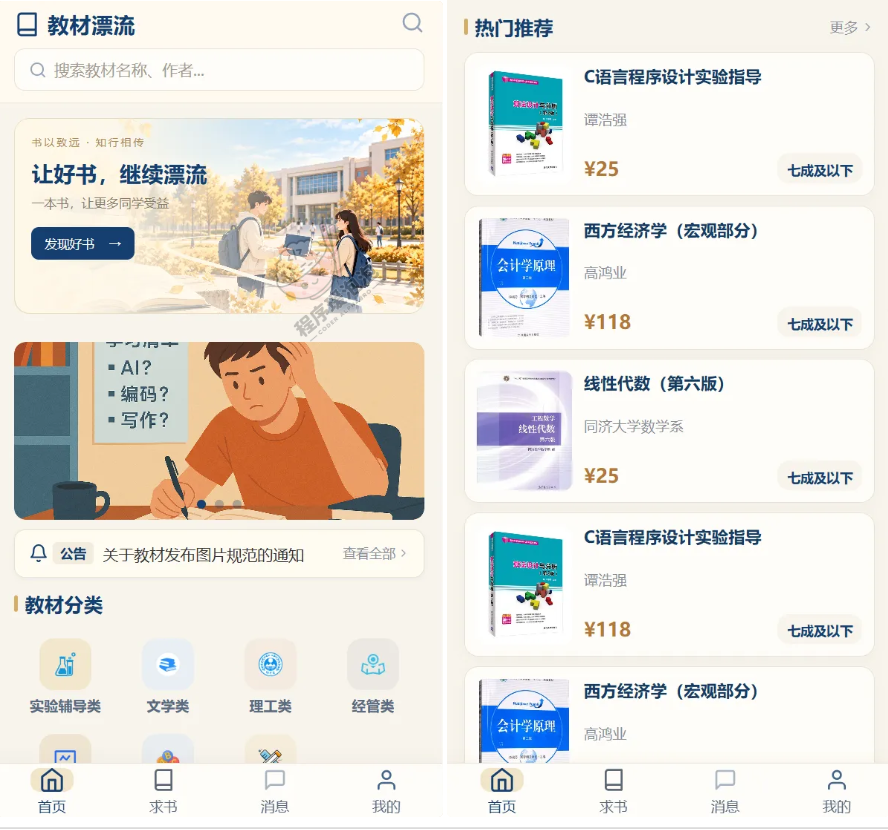 教材漂流
搜索教材名称、作者...
书以致远 · 知行相传
让好书，继续漂流
一本书，让更多同学受益
发现好书 →
AI?
编码?
写作?
公告 关于教材发布图片规范的通知 查看全部 >
教材分类
实验辅导类 文学类 理工类 经管类
首页 求书 消息 我的
热门推荐 更多 >
C语言程序设计实验指导
谭浩强
¥25 七成及以下
会计学原理
西方经济学（宏观部分）
高鸿业
¥118 七成及以下
工程数学
线性代数
第六版
线性代数（第六版）
同济大学数学系
¥25 七成及以下
C语言程序设计实验指导
谭浩强
¥118 七成及以下
会计学原理
西方经济学（宏观部分）
高鸿业
首页 求书 消息 我的